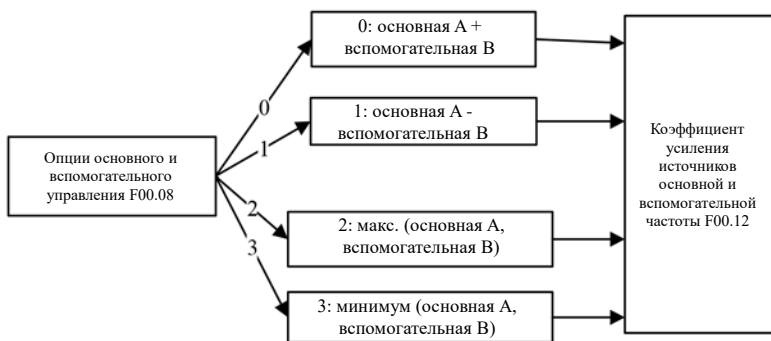 Опции основного и
вспомогательного
управления F00.08
0
1
2
3
0: основная A +
вспомогательная B
1: основная A -
вспомогательная B
2: макс. (основная A,
вспомогательная B)
3: минимум (основная A,
вспомогательная B)
Коэффициент
усиления
источников
основной и
вспомогательной
частоты F00.12